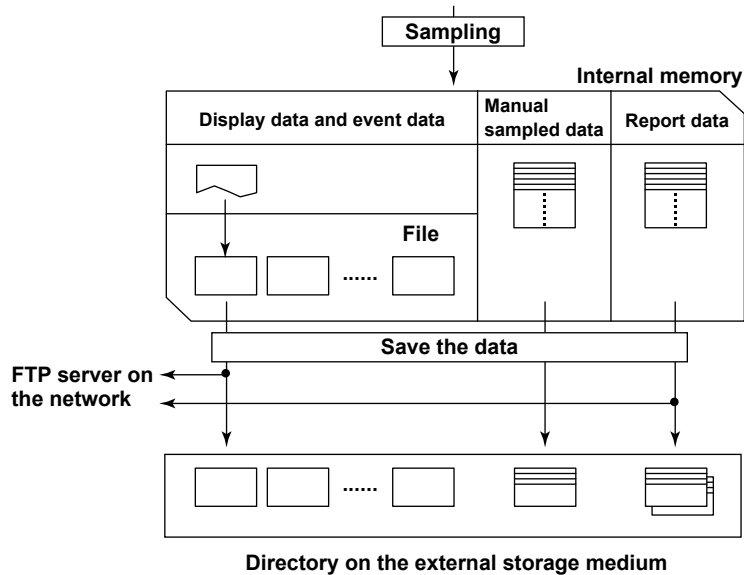 Sampling
Internal memory
Display data and event data
Manual
sampled data
Report data
File
......
Save the data
FTP server on
the network
......
Directory on the external storage medium